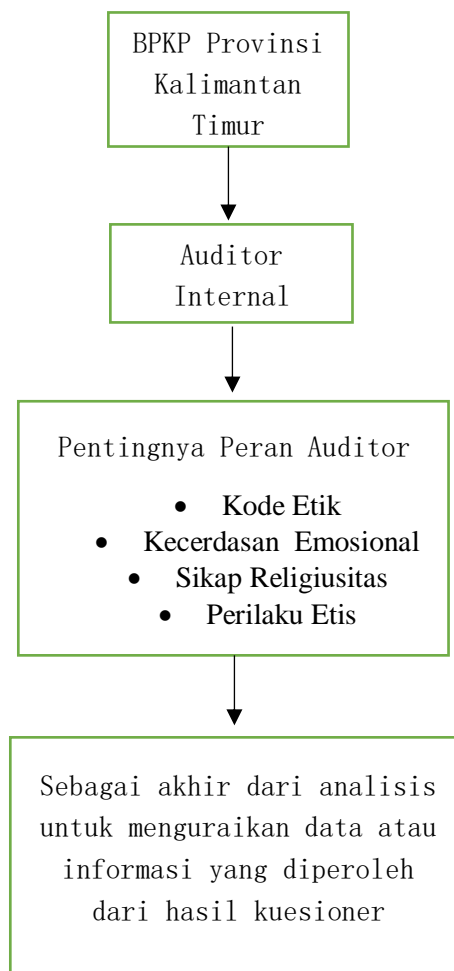 BPKP Provinsi
Kalimantan
Timur
Auditor
Internal
Pentingnya Peran Auditor
• Kode Etik
• Kecerdasan Emosional
• Sikap Religiusitas
• Perilaku Etis
Sebagai akhir dari analisis
untuk menguraikan data atau
informasi yang diperoleh
dari hasil kuesioner